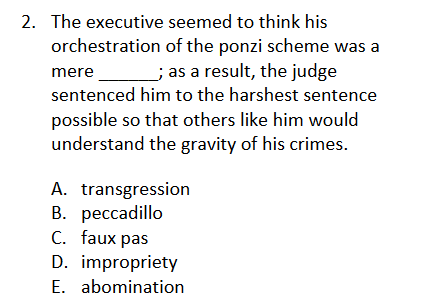 2. The executive seemed to think his
orchestration of the ponzi scheme was a
mere ______; as a result, the judge
sentenced him to the harshest sentence
possible so that others like him would
understand the gravity of his crimes.
A. transgression
B. peccadillo
C. faux pas
D. impropriety
E. abomination